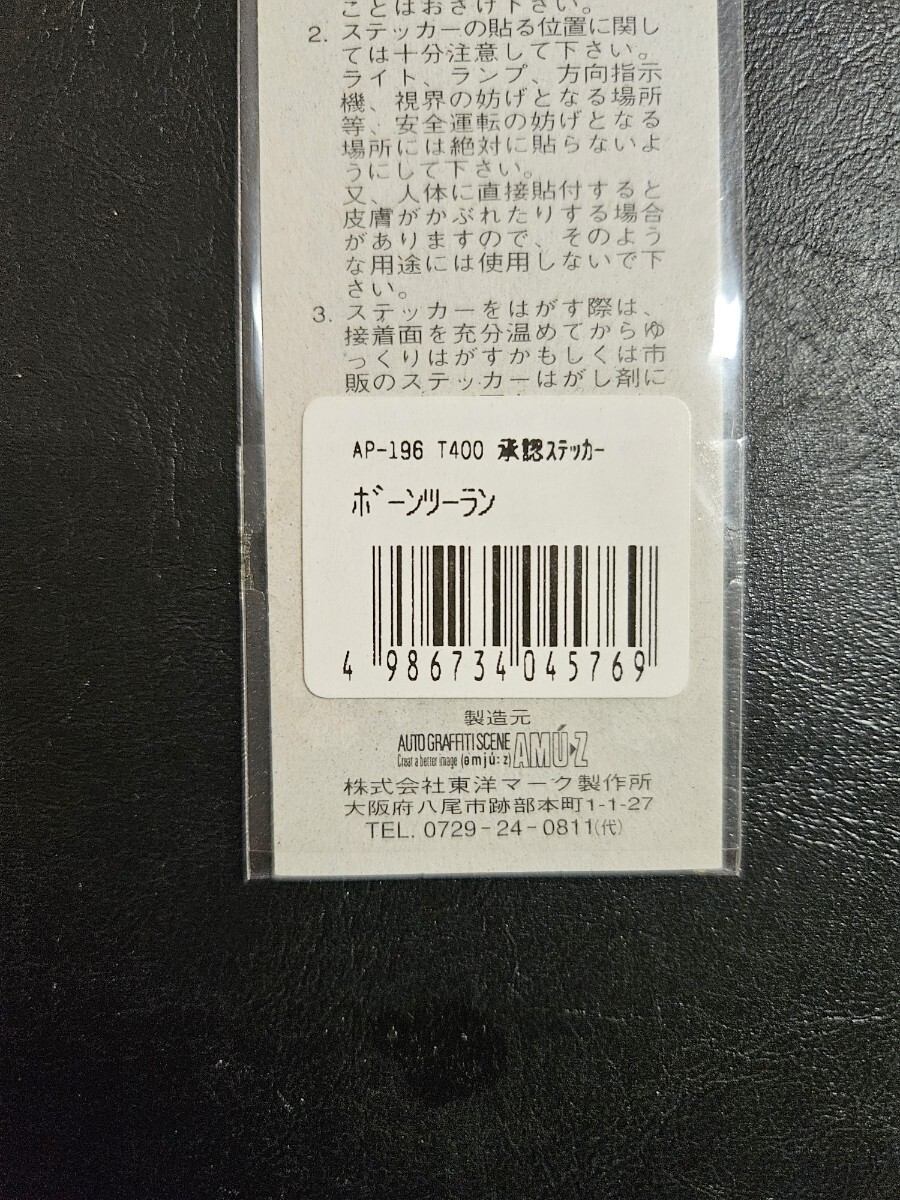 ことはおさけ下さい。
2. ステッカーの貼る位置に関し
ては十分注意して下さい。
ライト、ランプ、方向指示
機、視界の妨げとなる場所
等、安全運転の妨げとなる
場所には絶対に貼らないよ
うにして下さい。
又、人体に直接貼付すると
皮膚がかぶれたりする場合
がありますので、そのよう
な用途には使用しないで下
さい。
3. ステッカーをはがす際は、
接着面を充分温めてからゆ
っくりはがすかもしくは市
販のステッカーはがし剤に
AP-196 T400 承認ステッカー
ボーンツーラン
4 986734 045769
製造元
AUTO GRAFFITI SCENE AMÚ・Z
Creat a better image (əmjú:z)
株式会社東洋マーク製作所
大阪府八尾市跡部本町1-1-27
TEL. 0729-24-0811(代)